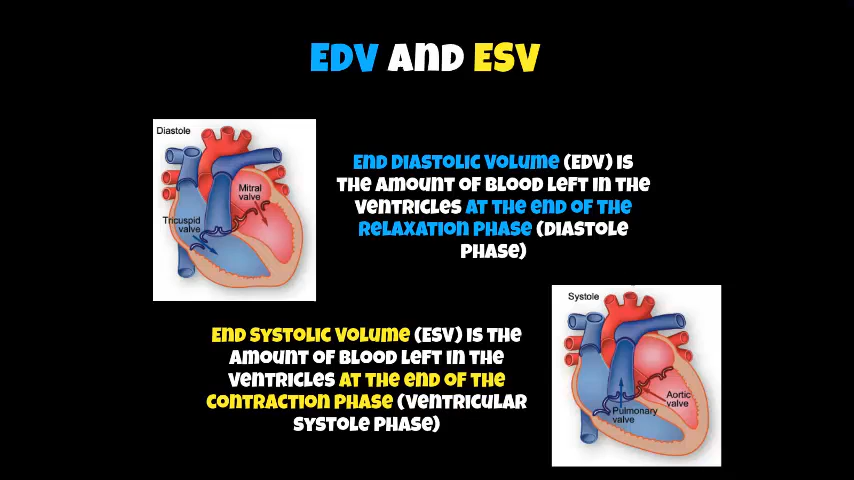 EDV and ESV
Diastole
Mitral
valve
Tricuspid
valve
End Diastolic Volume (EDV) is
the amount of blood left in the
ventricles at the end of the
relaxation phase (diastole
phase)
End systolic volume (ESV) is the
amount of blood left in the
ventricles at the end of the
contraction phase (ventricular
systole phase)
Systole
Aortic
valve
Pulmonary
valve